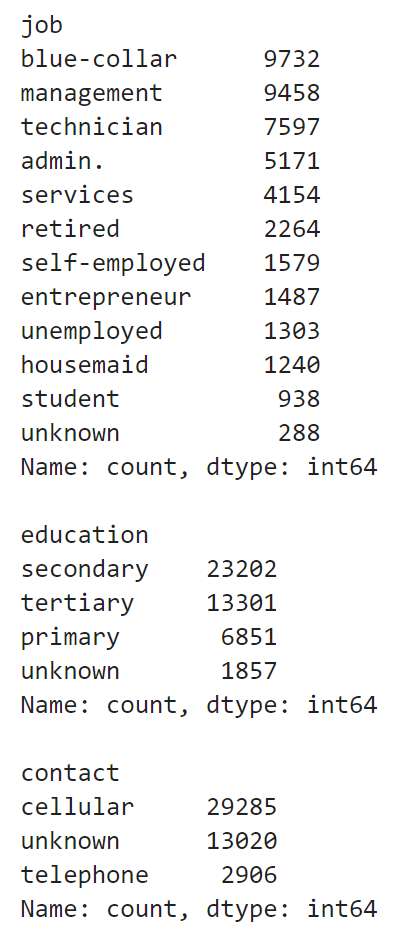 job
blue-collar      9732
management       9458
technician       7597
admin.           5171
services         4154
retired          2264
self-employed    1579
entrepreneur     1487
unemployed       1303
housemaid        1240
student           938
unknown           288
Name: count, dtype: int64

education
secondary    23202
tertiary     13301
primary       6851
unknown       1857
Name: count, dtype: int64

contact
cellular     29285
unknown      13020
telephone     2906
Name: count, dtype: int64